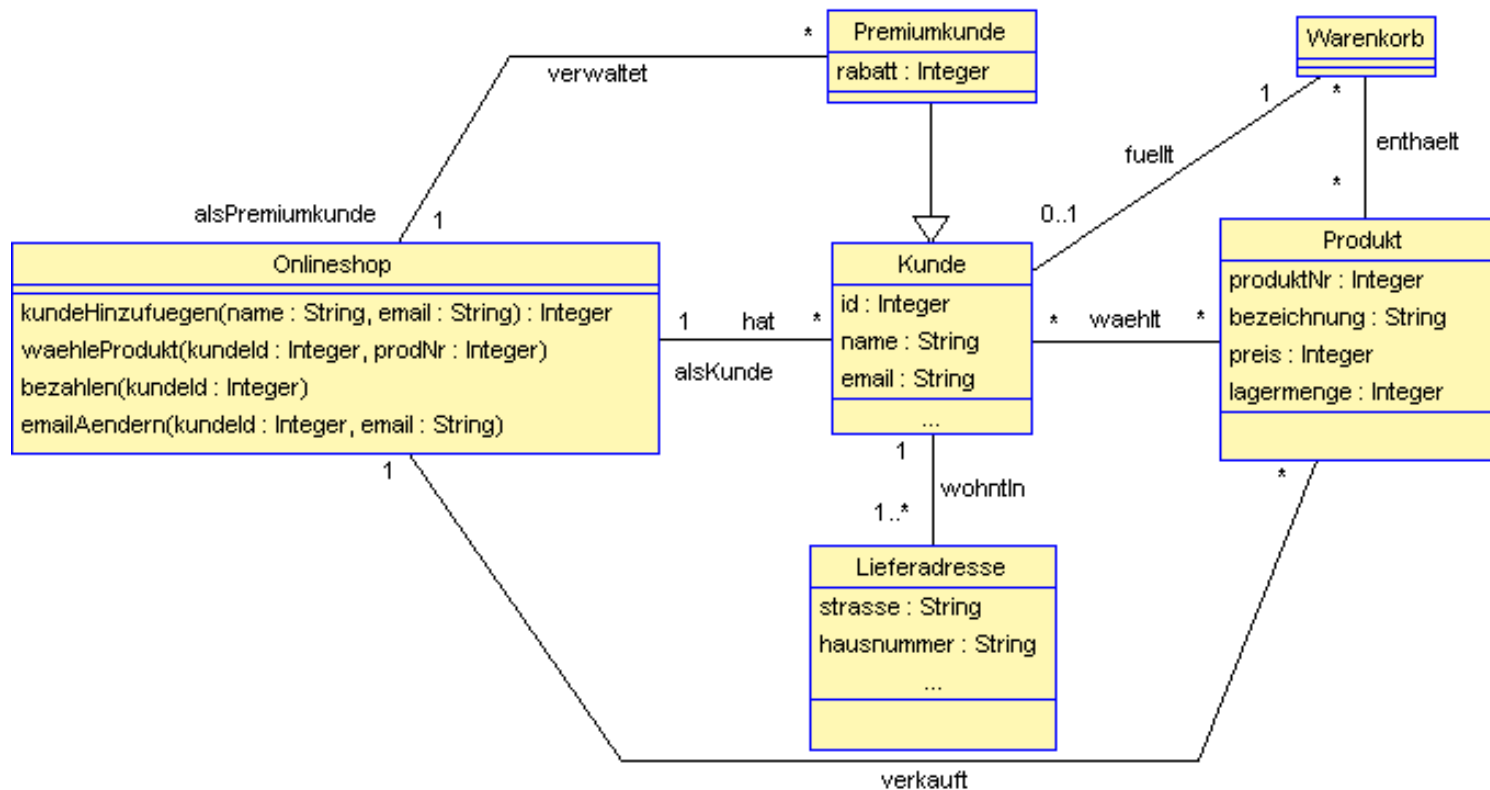 Premiumkunde
rabatt : Integer
Warenkorb
*
verwaltet
1
*
fuellt
enthaelt
*
alsPremiumkunde
1
0..1
Onlineshop
kundeHinzufuegen(name : String, email : String) : Integer
waehleProdukt(kundeId : Integer, prodNr : Integer)
bezahlen(kundeId : Integer)
emailAendern(kundeId : Integer, email : String)
1
hat
*
alsKunde
Kunde
id : Integer
name : String
email : String
...
*
waehlt
*
Produkt
produktNr : Integer
bezeichnung : String
preis : Integer
lagermenge : Integer
1
1
wohntIn
1..*
*
Lieferadresse
strasse : String
hausnummer : String
...
verkauft